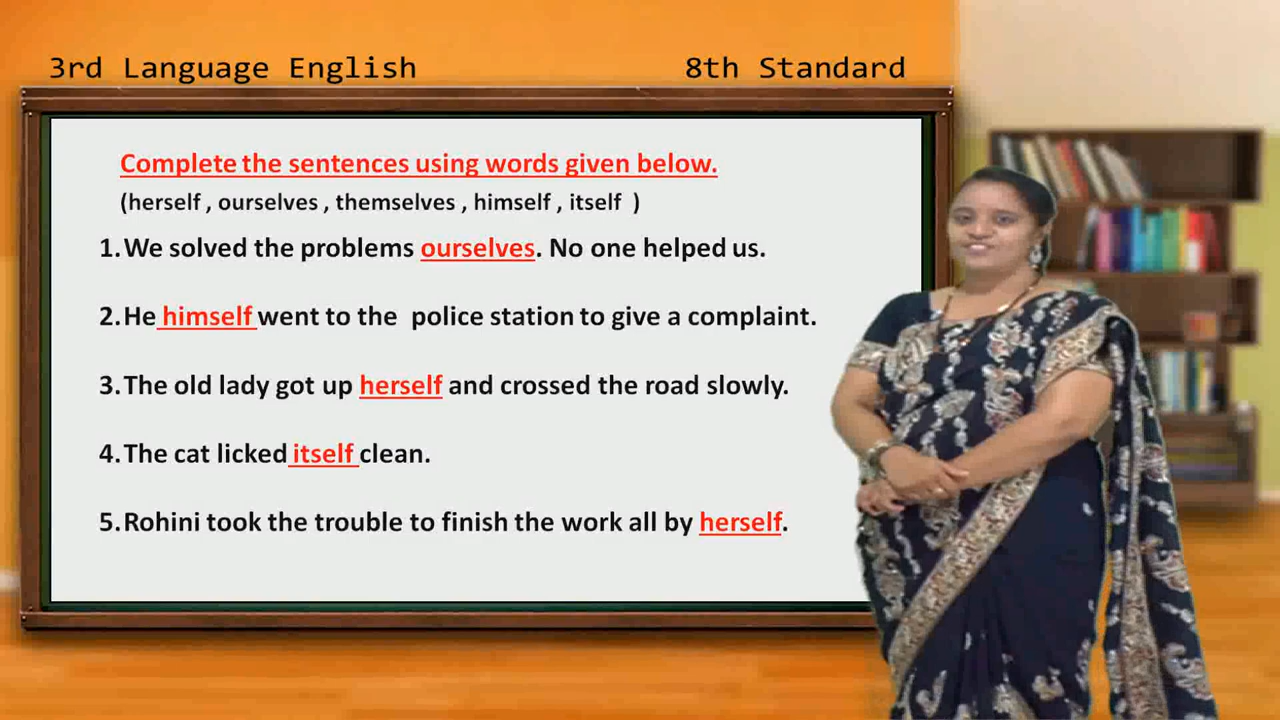 3rd Language English 8th Standard
Complete the sentences using words given below.
(herself , ourselves , themselves , himself , itself )
1.We solved the problems ourselves. No one helped us.
2.He himself went to the police station to give a complaint.
3.The old lady got up herself and crossed the road slowly.
4.The cat licked itself clean.
5.Rohini took the trouble to finish the work all by herself.